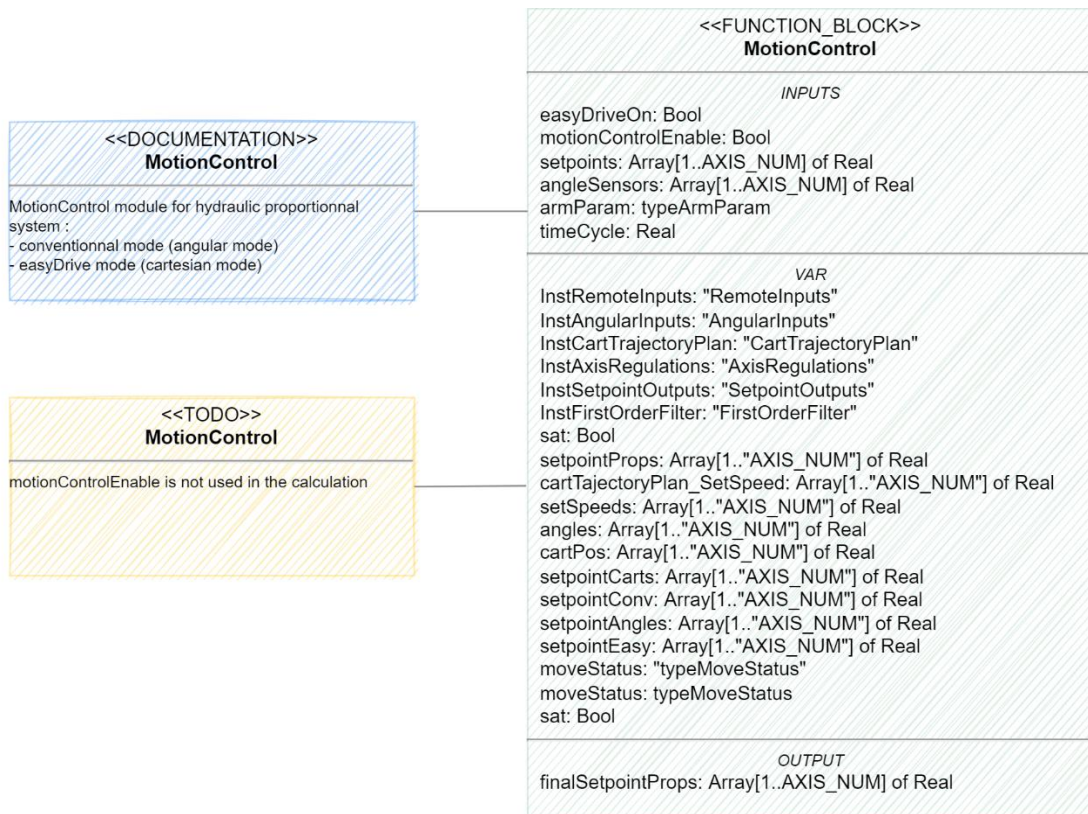 <<DOCUMENTATION>>
MotionControl
MotionControl module for hydraulic proportionnal
system :
- conventionnal mode (angular mode)
- easyDrive mode (cartesian mode)
<<TODO>>
MotionControl
motionControlEnable is not used in the calculation
<<FUNCTION_BLOCK>>
MotionControl
INPUTS
easyDriveOn: Bool
motionControlEnable: Bool
setpoints: Array[1..AXIS_NUM] of Real
angleSensors: Array[1..AXIS_NUM] of Real
armParam: typeArmParam
timeCycle: Real
VAR
InstRemoteInputs: "RemoteInputs"
InstAngularInputs: "AngularInputs"
InstCartTrajectoryPlan: "CartTrajectoryPlan"
InstAxisRegulations: "AxisRegulations"
InstSetpointOutputs: "SetpointOutputs"
InstFirstOrderFilter: "FirstOrderFilter"
sat: Bool
setpointProps: Array[1.."AXIS_NUM"] of Real
cartTajectoryPlan_SetSpeed: Array[1.."AXIS_NUM"] of Real
setSpeeds: Array[1.."AXIS_NUM"] of Real
angles: Array[1.."AXIS_NUM"] of Real
cartPos: Array[1.."AXIS_NUM"] of Real
setpointCarts: Array[1.."AXIS_NUM"] of Real
setpointConv: Array[1.."AXIS_NUM"] of Real
setpointAngles: Array[1.."AXIS_NUM"] of Real
setpointEasy: Array[1.."AXIS_NUM"] of Real
moveStatus: "typeMoveStatus"
moveStatus: typeMoveStatus
sat: Bool
OUTPUT
finalSetpointProps: Array[1..AXIS_NUM] of Real